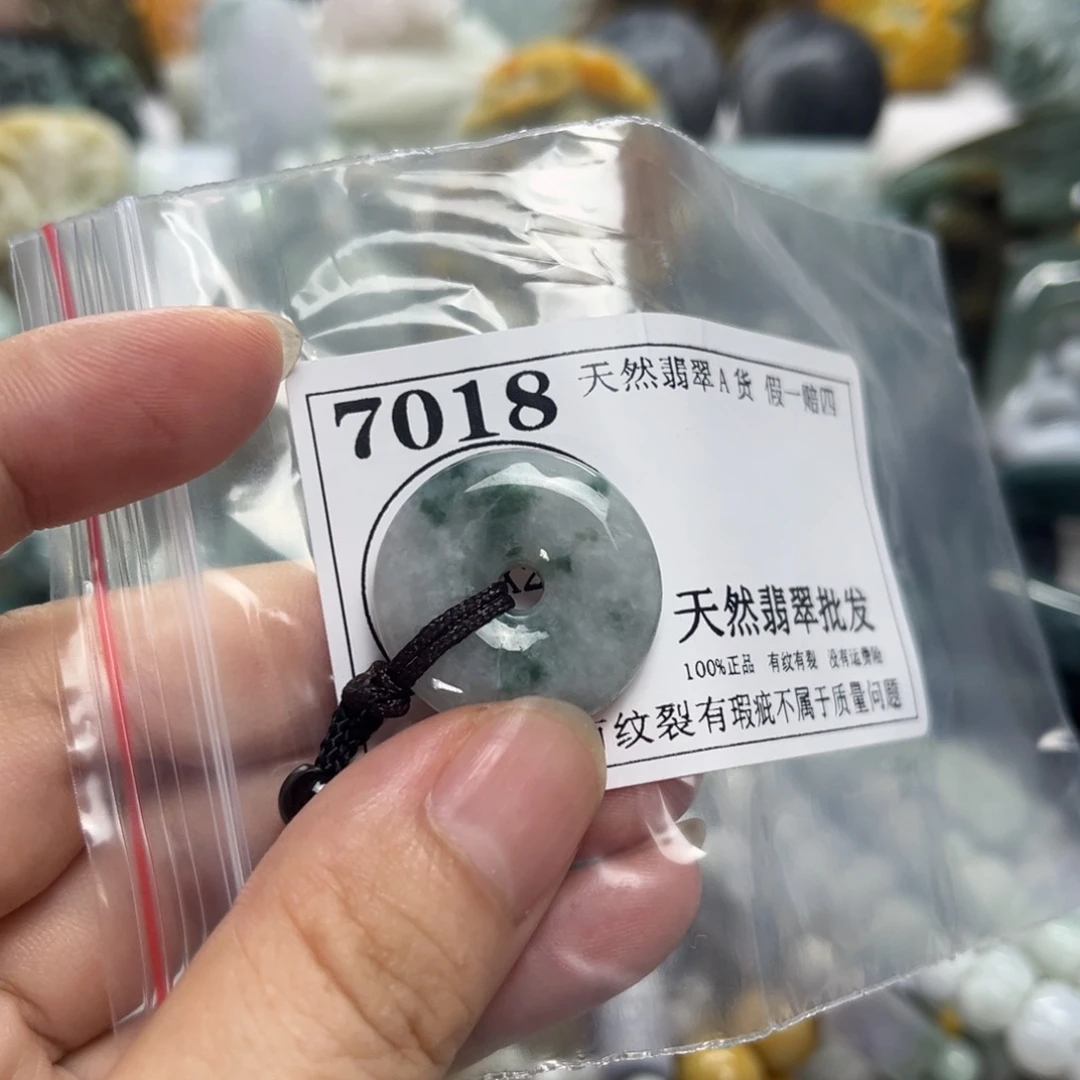 7018
天然翡翠A货 假一赔四
天然翡翠批发
100%正品 有纹有裂 没有运费险
有纹裂有瑕疵不属于质量问题